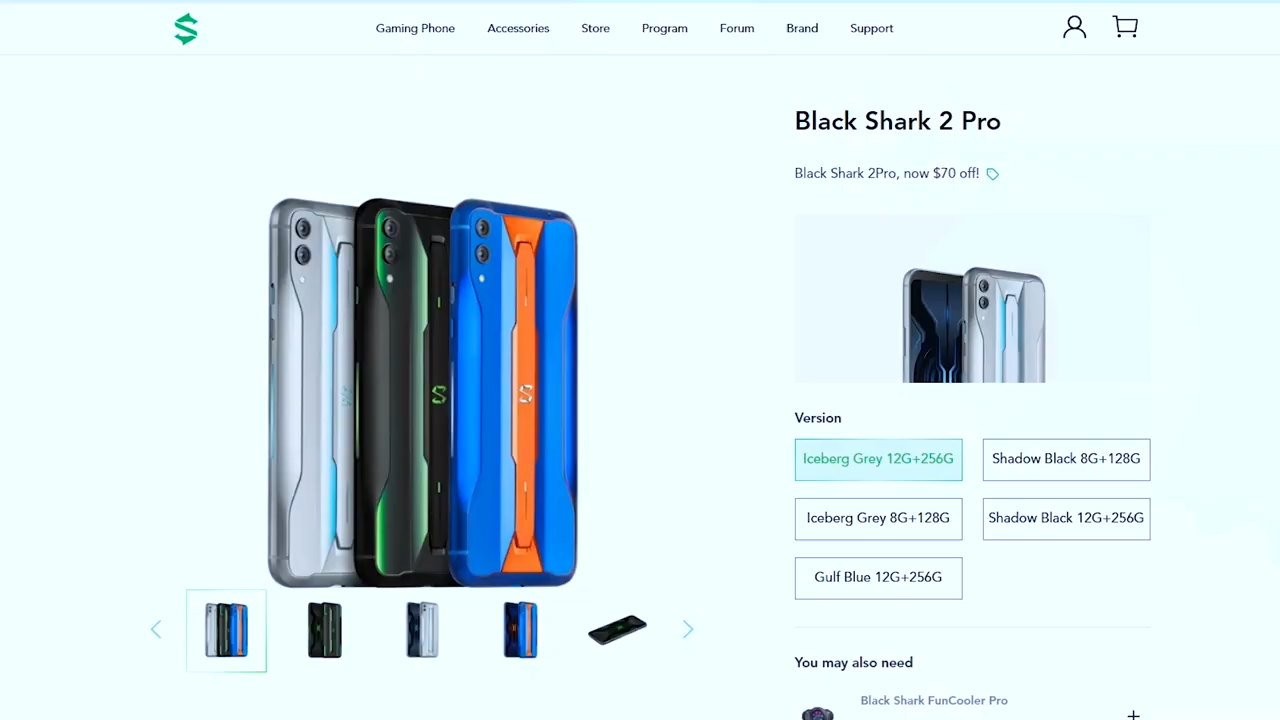 Gaming Phone Accessories Store Program Forum Brand Support
Black Shark 2 Pro
Black Shark 2Pro, now $70 off!
Version
Iceberg Grey 12G+256G
Shadow Black 8G+128G
Iceberg Grey 8G+128G
Shadow Black 12G+256G
Gulf Blue 12G+256G
You may also need
Black Shark FunCooler Pro